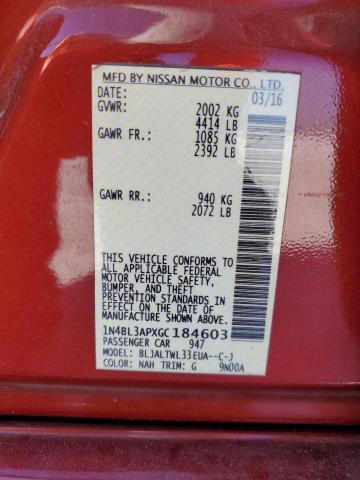 MFD BY NISSAN MOTOR CO., LTD.
DATE: 03/16
GVWR: 2002 KG
4414 LB
GAWR FR: 1085 KG
2392 LB
GAWR RR: 940 KG
2072 LB
THIS VEHICLE CONFORMS TO
ALL APPLICABLE FEDERAL
MOTOR VEHICLE SAFETY,
BUMPER, AND THEFT
PREVENTION STANDARDS
IN EFFECT ON THE DATE OF
MANUFACTURE SHOWN ABOVE.
1N4BL3APXGC184603
PASSENGER CAR 947
MODEL: BLJALTWL33EUA--C-J
COLOR: NAH TRIM: G 9N00A